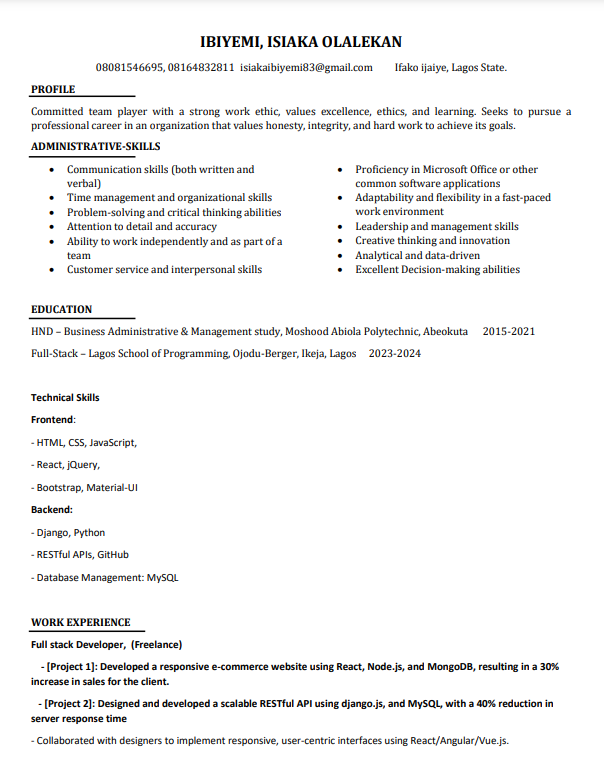 IBIYEMI, ISIAKA OLALEKAN
08081546695, 08164832811 isiakaibiyemi83@gmail.com Ifako ijaiye, Lagos State.
PROFILE
Committed team player with a strong work ethic, values excellence, ethics, and learning. Seeks to pursue a
professional career in an organization that values honesty, integrity, and hard work to achieve its goals.
ADMINISTRATIVE-SKILLS
• Communication skills (both written and
verbal)
• Time management and organizational skills
• Problem-solving and critical thinking abilities
• Attention to detail and accuracy
• Ability to work independently and as part of a
team
• Customer service and interpersonal skills
• Proficiency in Microsoft Office or other
common software applications
• Adaptability and flexibility in a fast-paced
work environment
• Leadership and management skills
• Creative thinking and innovation
• Analytical and data-driven
• Excellent Decision-making abilities
EDUCATION
HND – Business Administrative & Management study, Moshood Abiola Polytechnic, Abeokuta 2015-2021
Full-Stack – Lagos School of Programming, Ojodu-Berger, Ikeja, Lagos 2023-2024
Technical Skills
Frontend:
- HTML, CSS, JavaScript,
- React, jQuery,
- Bootstrap, Material-UI
Backend:
- Django, Python
- RESTful APIs, GitHub
- Database Management: MySQL
WORK EXPERIENCE
Full stack Developer, (Freelance)
- [Project 1]: Developed a responsive e-commerce website using React, Node.js, and MongoDB, resulting in a 30%
increase in sales for the client.
- [Project 2]: Designed and developed a scalable RESTful API using django.js, and MySQL, with a 40% reduction in
server response time
- Collaborated with designers to implement responsive, user-centric interfaces using React/Angular/Vue.js.